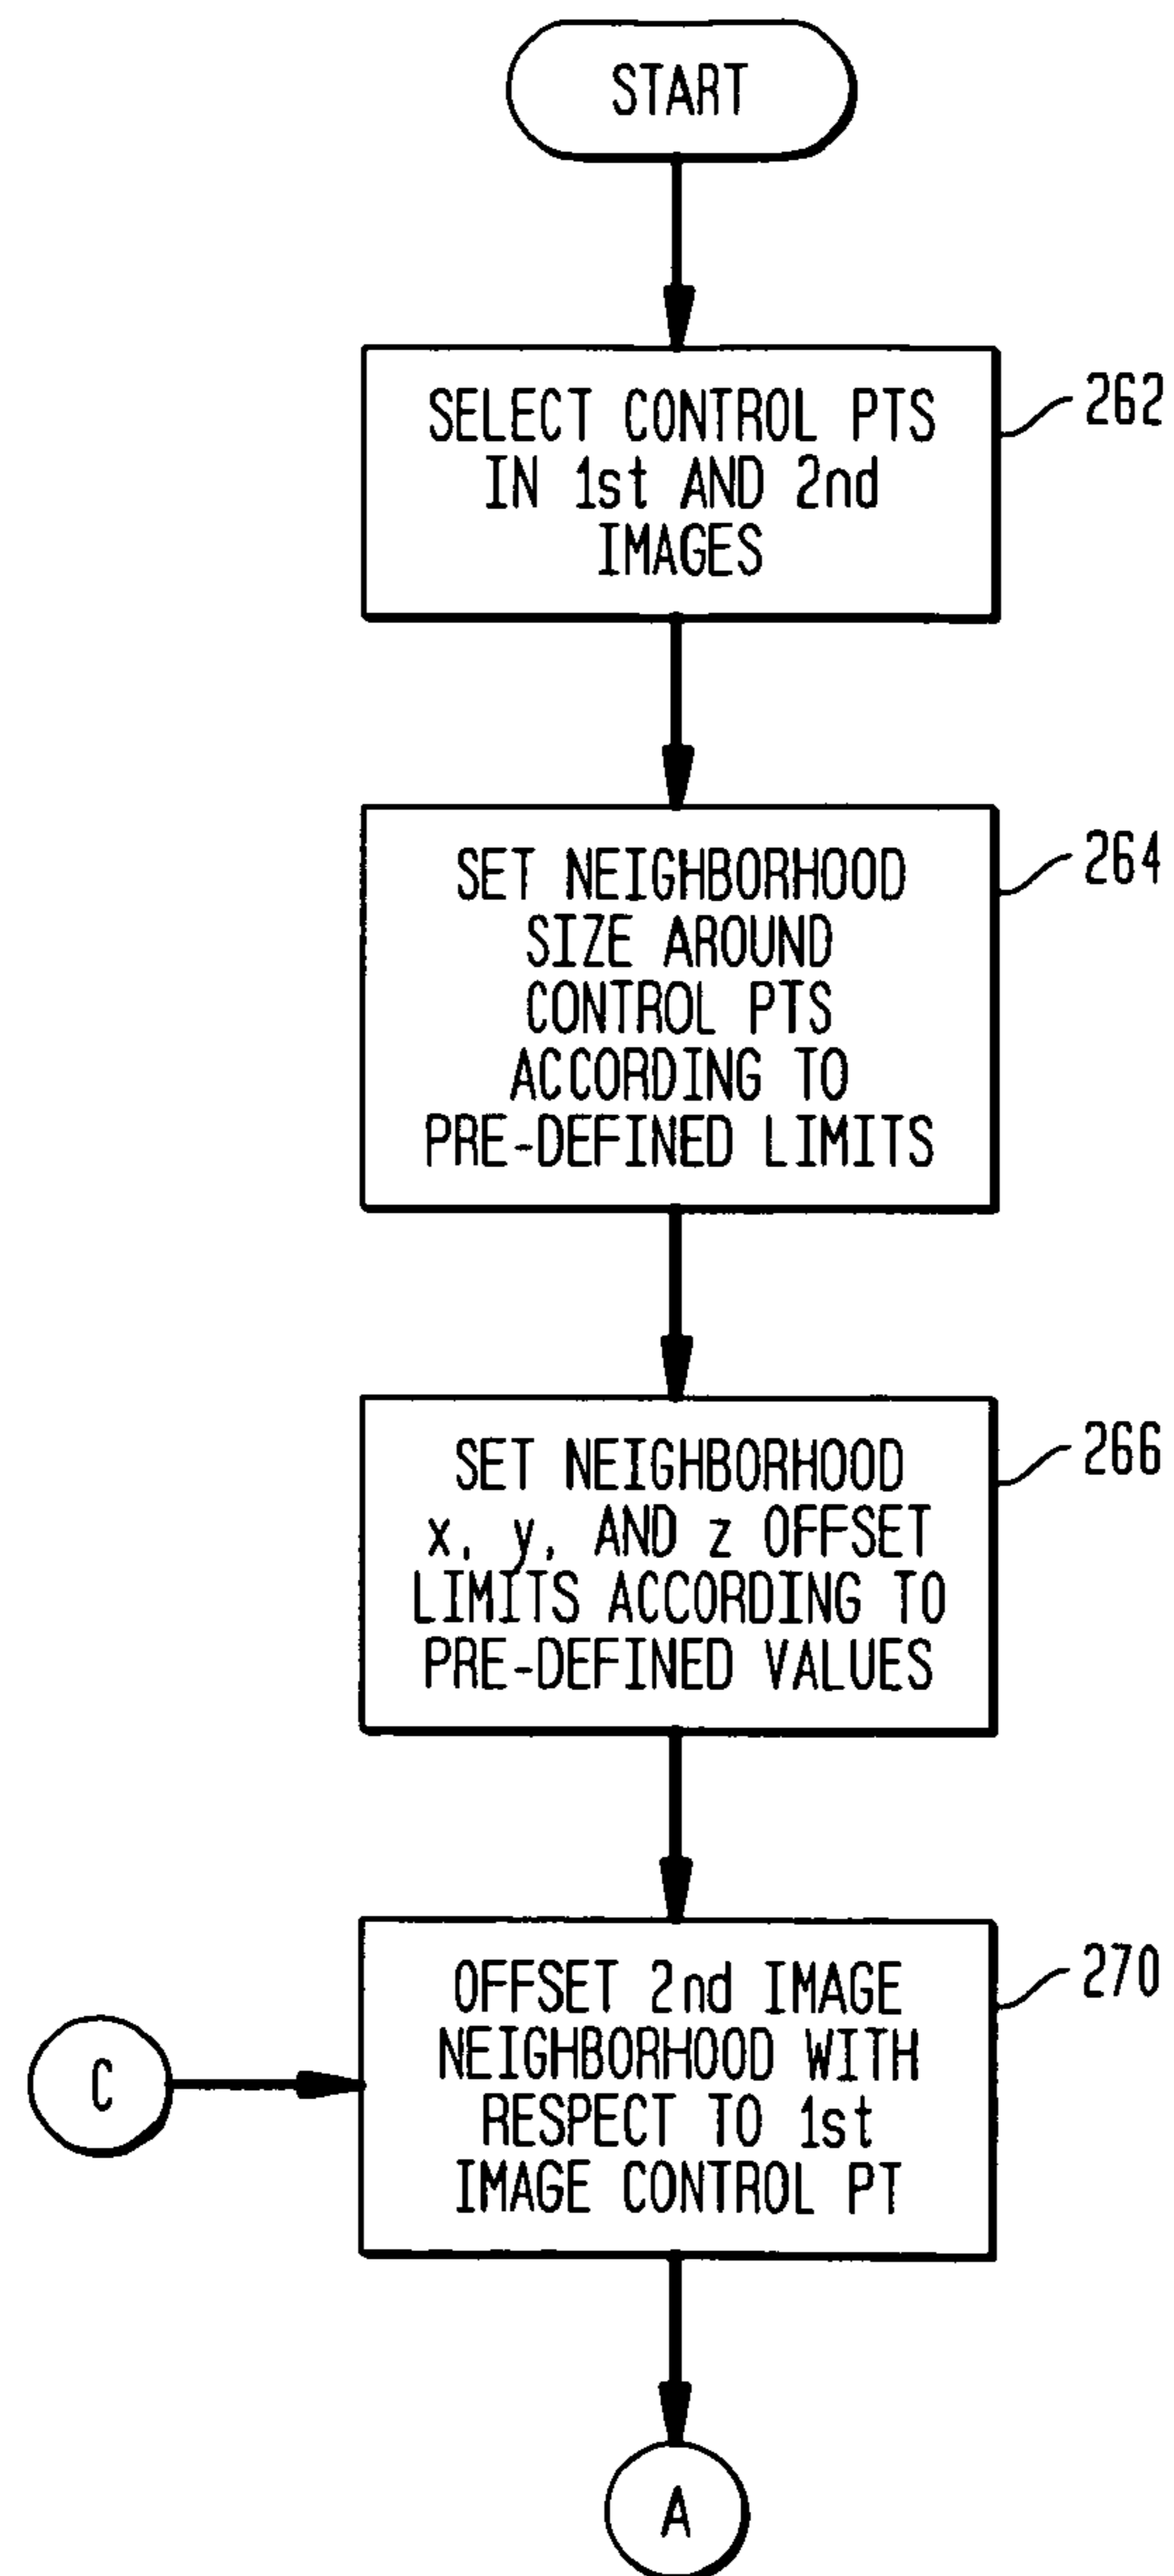 START
SELECT CONTROL PTS
IN 1st AND 2nd
IMAGES
262
SET NEIGHBORHOOD
SIZE AROUND
CONTROL PTS
ACCORDING TO
PRE-DEFINED LIMITS
264
SET NEIGHBORHOOD
x, y, AND z OFFSET
LIMITS ACCORDING TO
PRE-DEFINED VALUES
266
OFFSET 2nd IMAGE
NEIGHBORHOOD WITH
RESPECT TO 1st
IMAGE CONTROL PT
270
C
A